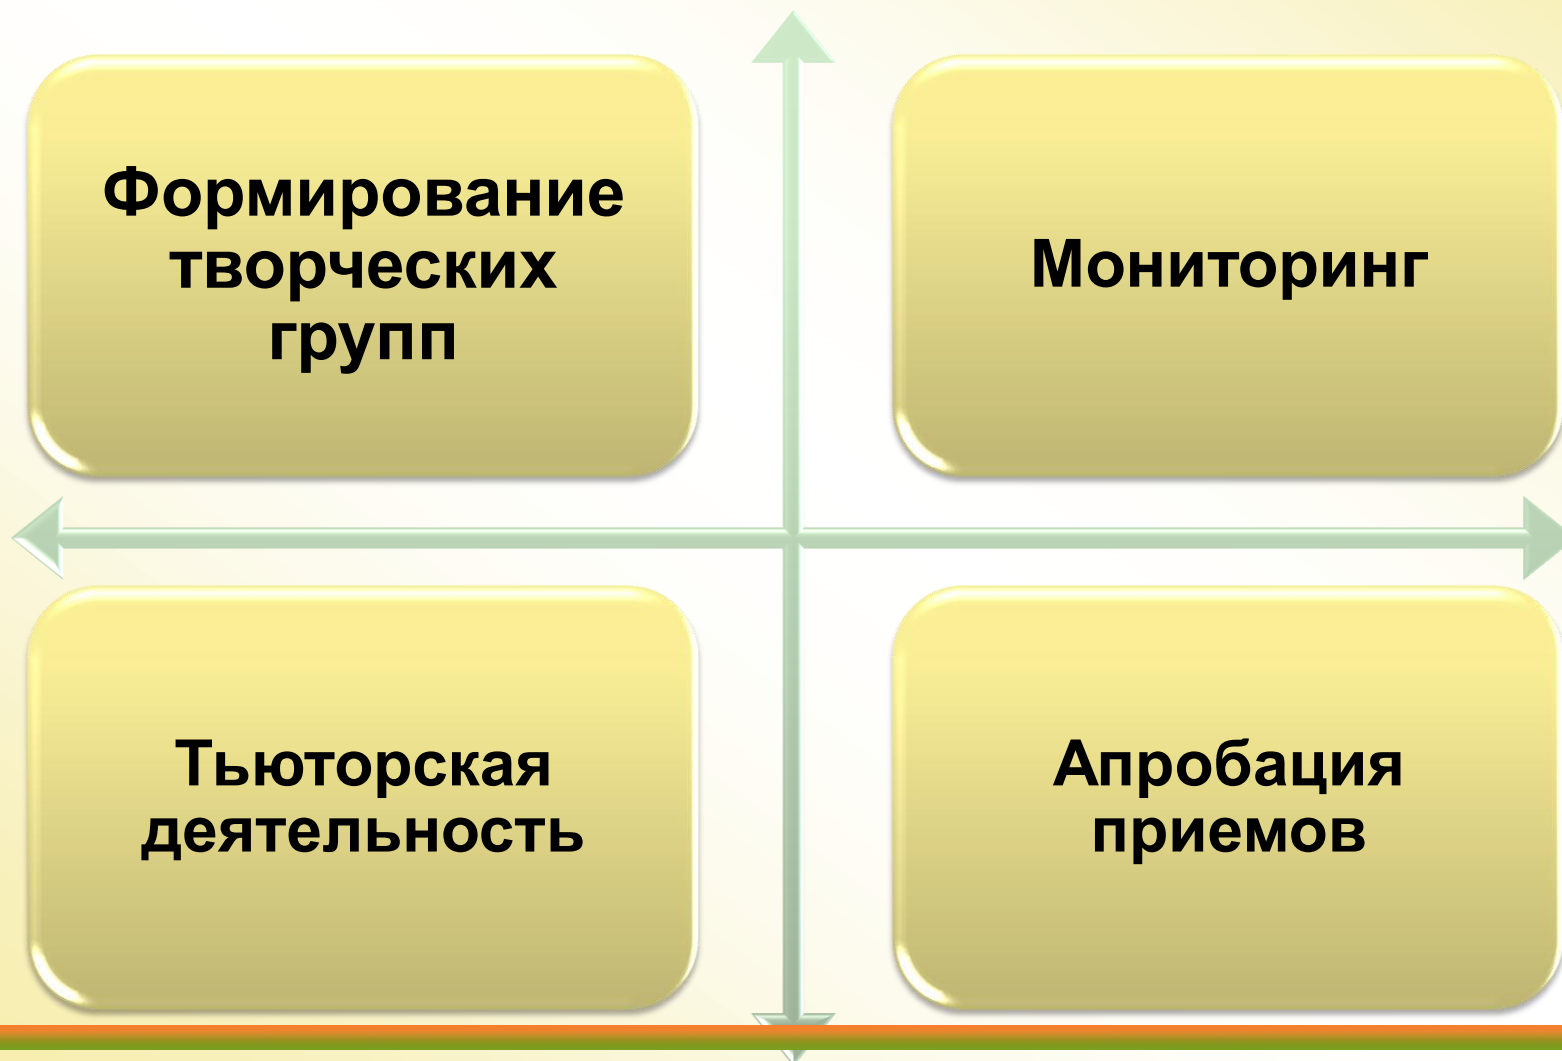 Формирование
творческих
групп
Мониторинг
Тьюторская
деятельность
Апробация
приемов